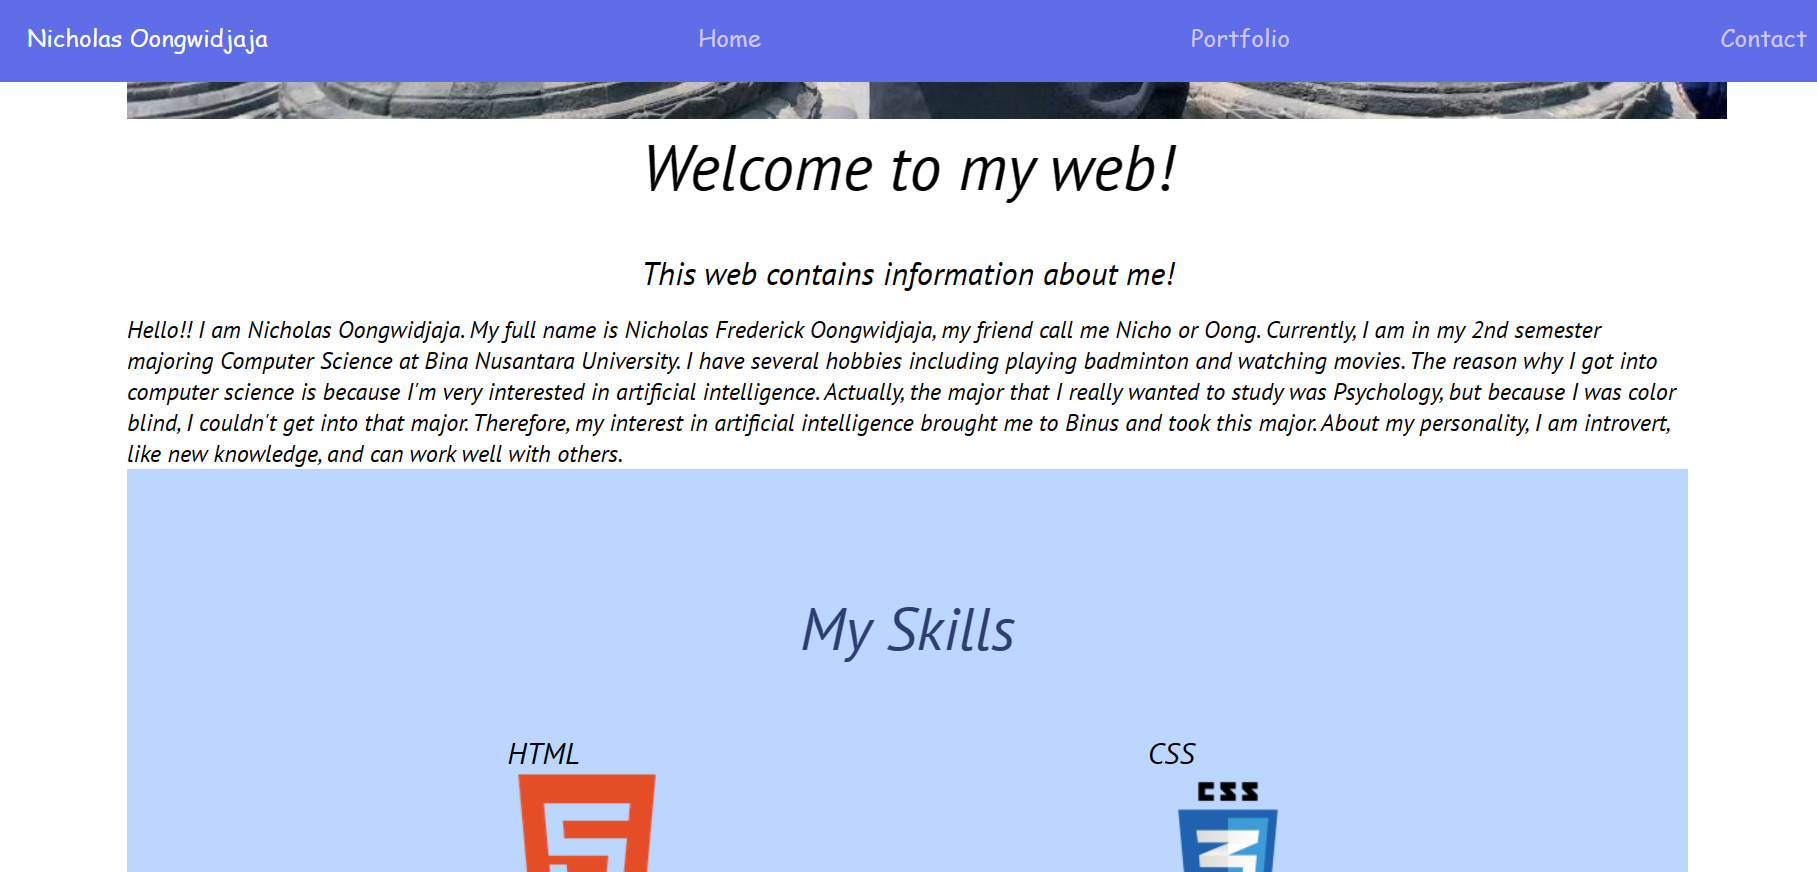 Nicholas Oongwidjaja Home Portfolio Contact
Welcome to my web!
This web contains information about me!
Hello!! I am Nicholas Oongwidjaja. My full name is Nicholas Frederick Oongwidjaja, my friend call me Nicho or Oong. Currently, I am in my 2nd semester
majoring Computer Science at Bina Nusantara University. I have several hobbies including playing badminton and watching movies. The reason why I got into
computer science is because I'm very interested in artificial intelligence. Actually, the major that I really wanted to study was Psychology, but because I was color
blind, I couldn't get into that major. Therefore, my interest in artificial intelligence brought me to Binus and took this major. About my personality, I am introvert,
like new knowledge, and can work well with others.
My Skills
HTML CSS
CSS